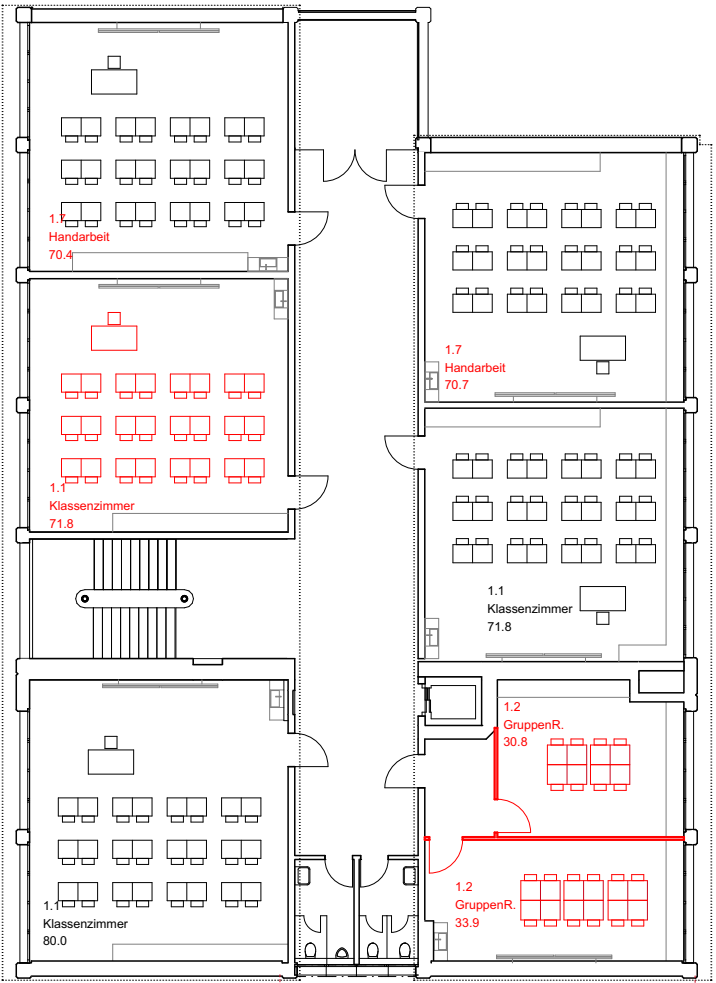 1.7
Handarbeit
70.4
1.7
Handarbeit
70.7
1.1
Klassenzimmer
71.8
1.1
Klassenzimmer
71.8
1.2
GruppenR.
30.8
1.2
GruppenR.
33.9
1.1
Klassenzimmer
80.0